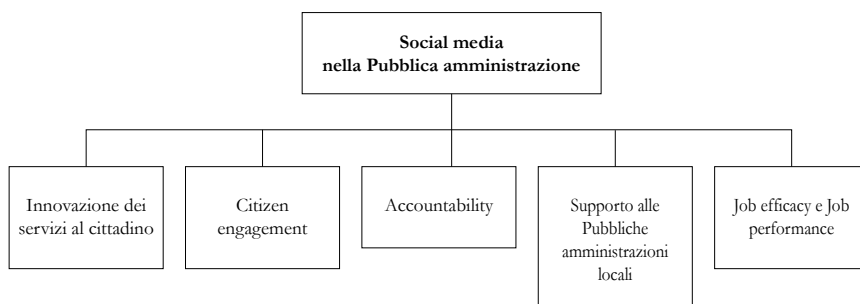 Social media
nella Pubblica amministrazione
Innovazione dei
servizi al cittadino
Citizen
engagement
Accountability
Supporto alle
Pubbliche
amministrazioni
locali
Job efficacy e Job
performance